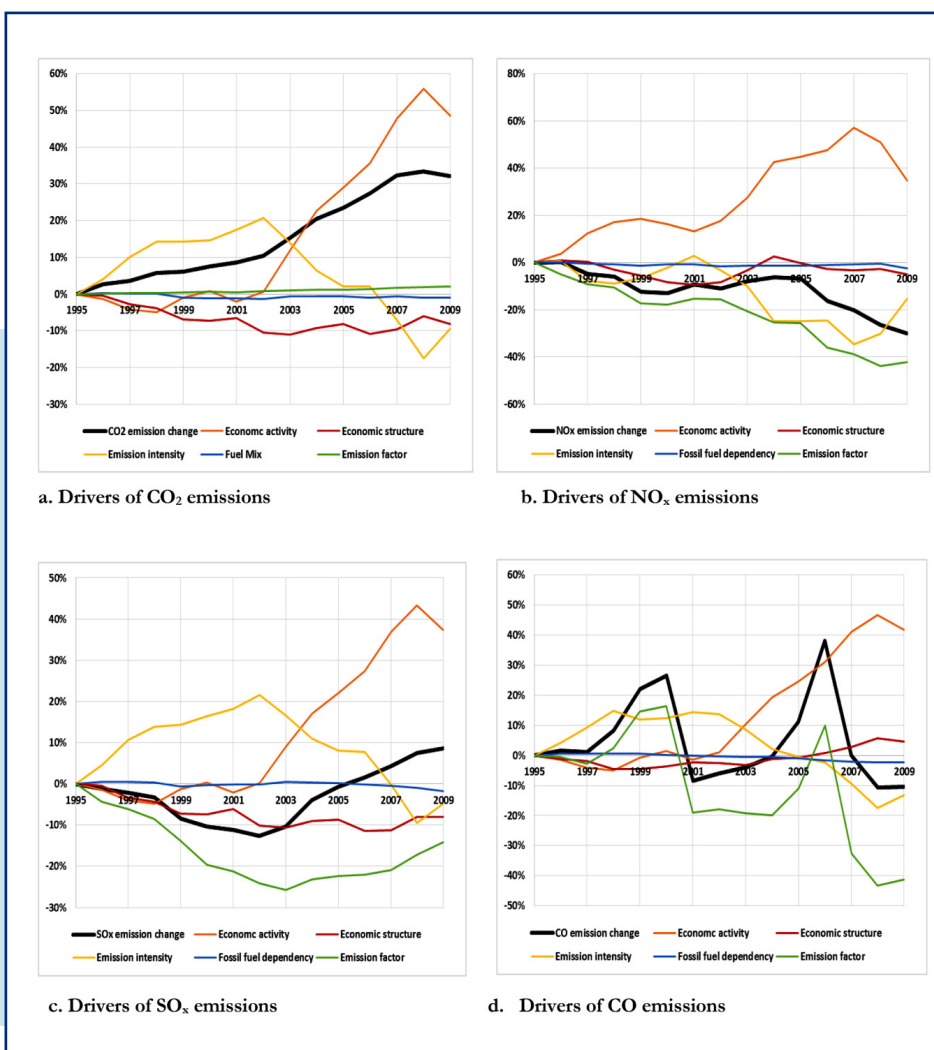 60%
50%
40%
30%
20%
10%
0%
1995 1997 1999 2001 2003 2005 2007 2009
-10%
-20%
-30%
CO2 emission change Economc activity Economic structure
Emission intensity Fuel Mix Emission factor
a. Drivers of CO₂ emissions
80%
60%
40%
20%
0%
1995 1997 1999 2001 2003 2005 2007 2009
-20%
-40%
-60%
NOx emission change Economc activity Economic structure
Emission intensity Fossil fuel dependency Emission factor
b. Drivers of NOₓ emissions
50%
40%
30%
20%
10%
0%
1995 1997 1999 2001 2003 2005 2007 2009
-10%
-20%
-30%
SOx emission change Economc activity Economic structure
Emission intensity Fossil fuel dependency Emission factor
c. Drivers of SOₓ emissions
60%
50%
40%
30%
20%
10%
0%
1995 1997 1999 2001 2003 2005 2007 2009
-10%
-20%
-30%
-40%
-50%
CO emission change Economc activity Economic structure
Emission intensity Fossil fuel dependency Emission factor
d. Drivers of CO emissions